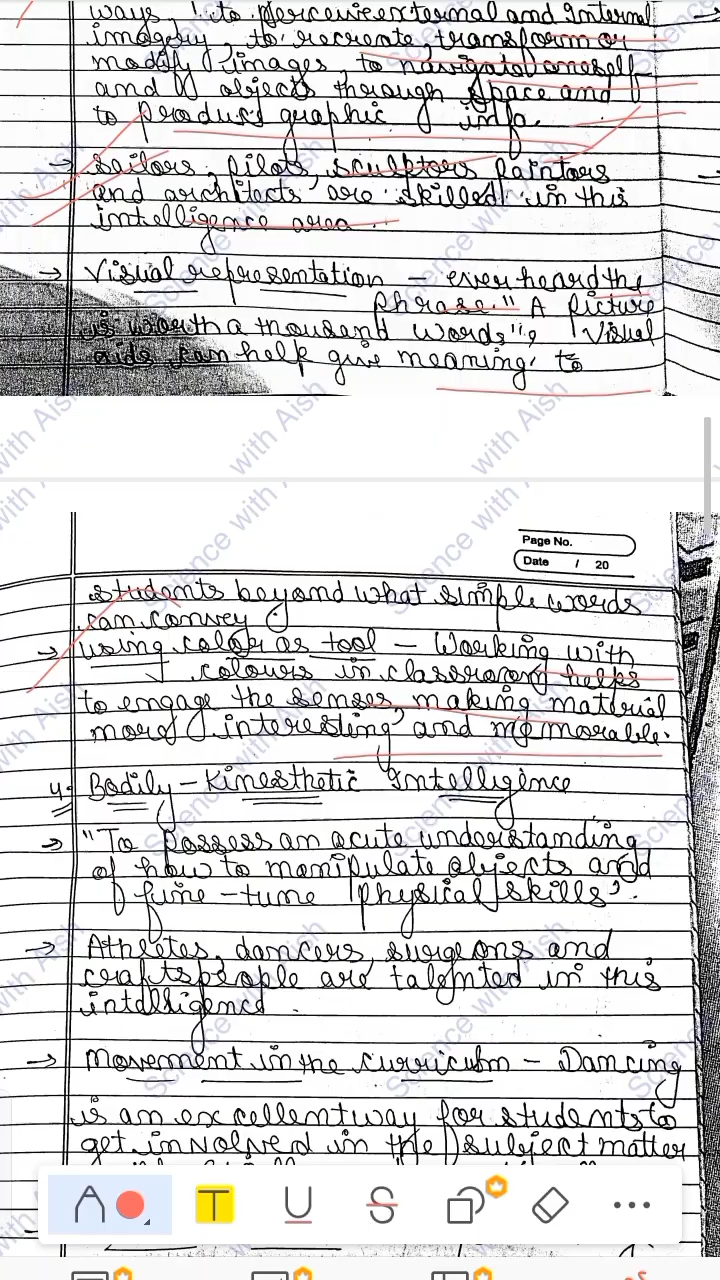 ways to perceive external and Internal
imagery, to recreate, transform or
modify images, to navigate oneself
and objects through space and
to product graphic info.
→ Sailors, pilots, sculptors painters
and architects are skilled in this
intelligence area.
→ Visual representation – ever heard the
phrase " A picture
is worth a thousand words", Visual
aids can help give meaning to
Page No.
Date / 20
students beyond what simple words
can convey.
→ using color as tool – Working with
colours in classroom helps
to engage the senses, making material
more interesting and memorable.
4. Bodily – Kinesthetic Intelligence
→ "To possess an acute understanding
of how to manipulate objects and
fine – tune physical skills".
→ Athletes, dancers, surgeons and
craftspeople are talented in this
intelligence
→ Movement in the curriculum – Dancing
is an excellent way for students to
get involved in the subject matter
Science with Aish